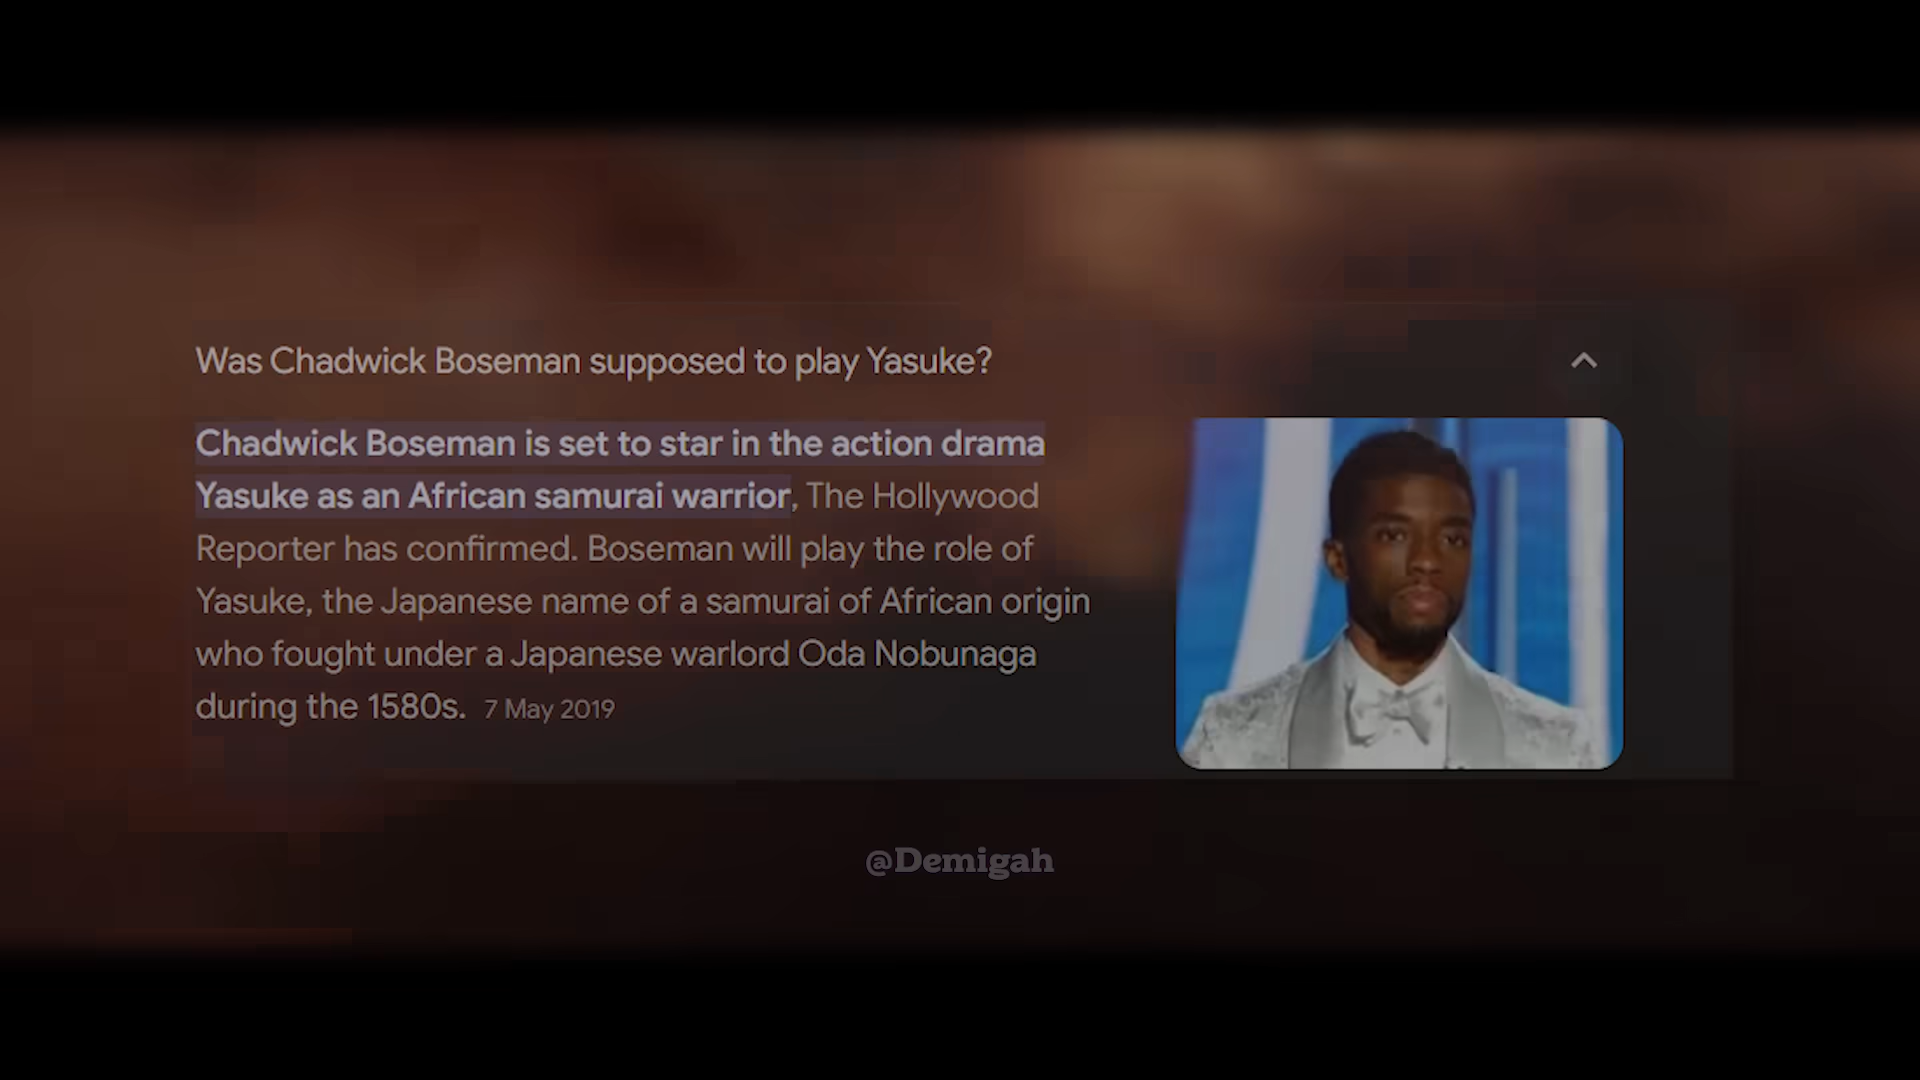 Was Chadwick Boseman supposed to play Yasuke?
Chadwick Boseman is set to star in the action drama
Yasuke as an African samurai warrior, The Hollywood
Reporter has confirmed. Boseman will play the role of
Yasuke, the Japanese name of a samurai of African origin
who fought under a Japanese warlord Oda Nobunaga
during the 1580s. 7 May 2019
@Demigah